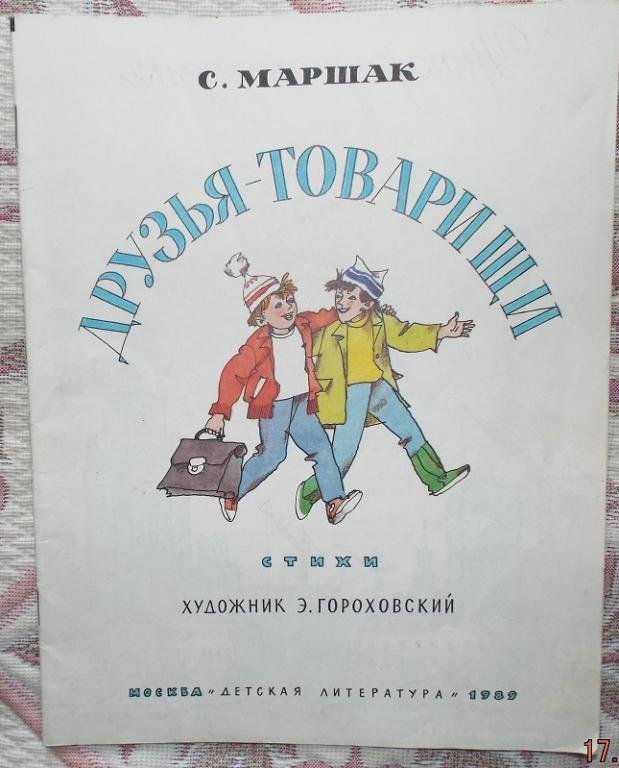 С. МАРШАК
ДРУЗЬЯ-ТОВАРИЩИ
СТИХИ
ХУДОЖНИК Э. ГОРОХОВСКИЙ
МОСКВА „ДЕТСКАЯ ЛИТЕРАТУРА“ 1989
17.